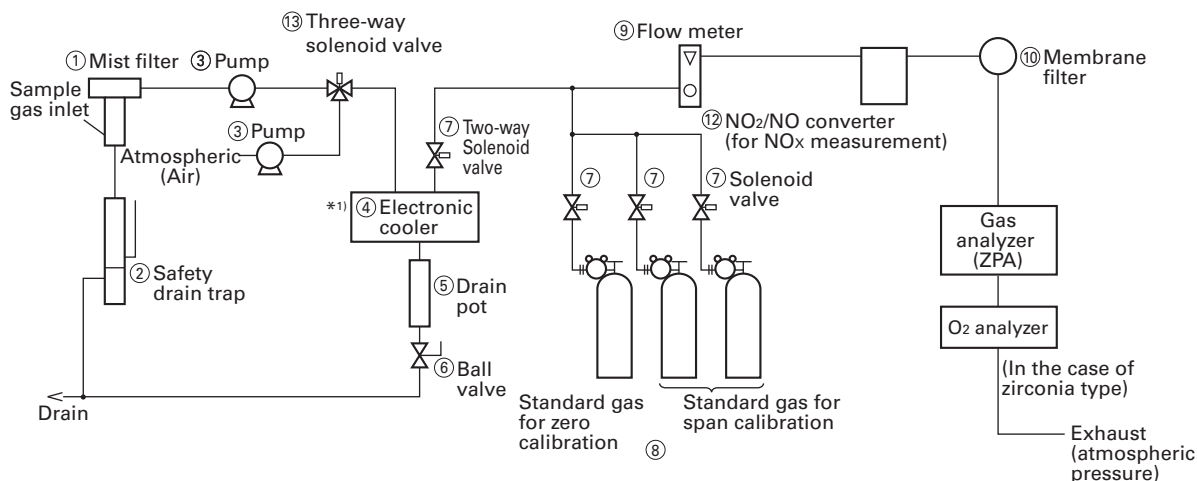 ⑬ Three-way
solenoid valve
① Mist filter
③ Pump
Sample
gas inlet
③ Pump
Atmospheric
(Air)
⑦ Two-way
Solenoid
valve
*1)
④ Electronic
cooler
② Safety
drain trap
⑤ Drain
pot
⑥ Ball
valve
Drain
⑨ Flow meter
⑩ Membrane
filter
⑫ NO2/NO converter
(for NOx measurement)
⑦
⑦
⑦ Solenoid
valve
Standard gas
for zero
calibration
Standard gas for
span calibration
⑧
Gas
analyzer
(ZPA)
O2 analyzer
(In the case of
zirconia type)
Exhaust
(atmospheric
pressure)